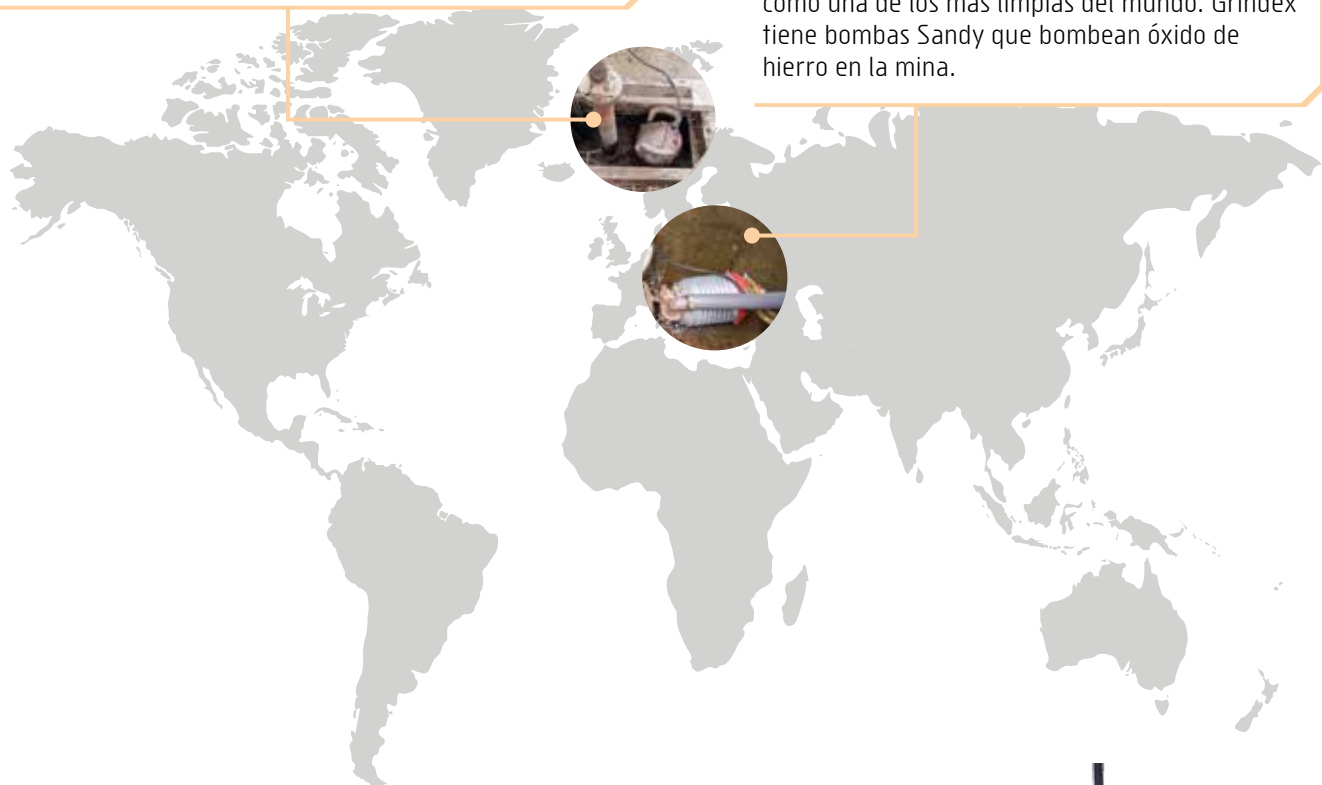 como una de los más limpias del mundo. Grindex
tiene bombas Sandy que bombean óxido de
hierro en la mina.